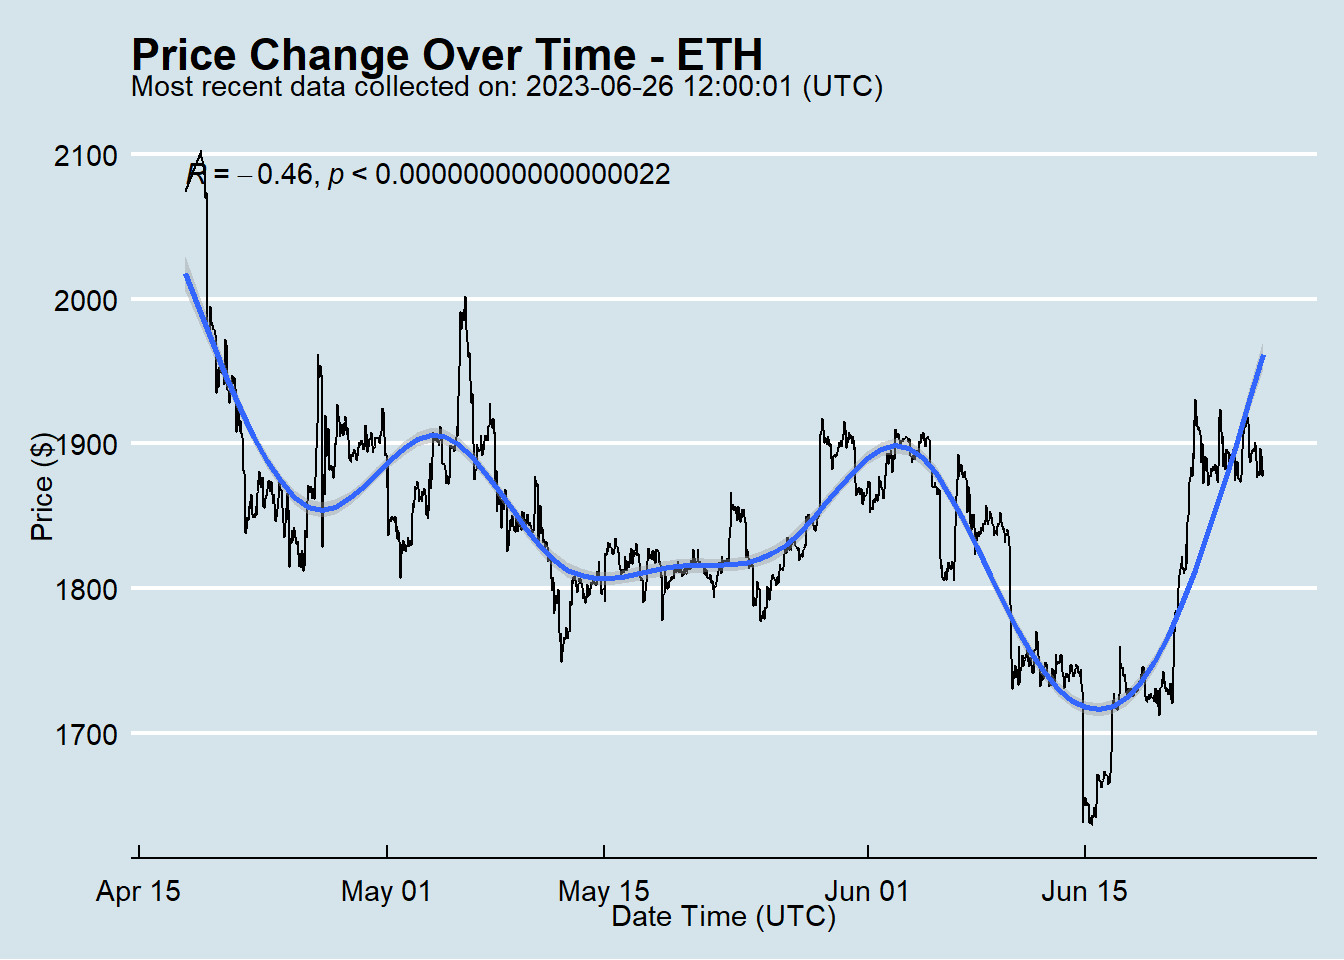 Price Change Over Time - ETH
Most recent data collected on: 2023-06-26 12:00:01 (UTC)
R = −0.46, p < 0.00000000000000022
2100
2000
1900
1800
1700
Price ($)
Apr 15 May 01 May 15 Jun 01 Jun 15
Date Time (UTC)